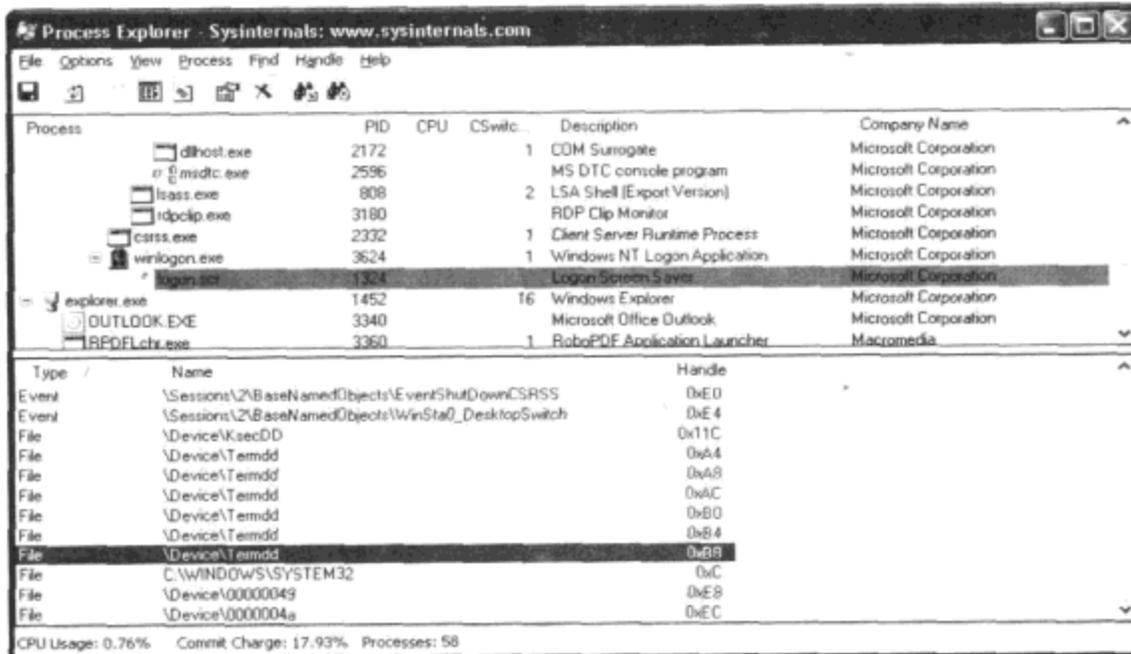 Process Explorer - Sysinternals: www.sysinternals.com
File Options View Process Find Handle Help
Process PID CPU CSwitc... Description Company Name
dllhost.exe 2172 1 COM Surrogate Microsoft Corporation
msdtc.exe 2596 MS DTC console program Microsoft Corporation
lsass.exe 808 2 LSA Shell (Export Version) Microsoft Corporation
rdpclip.exe 3180 RDP Clip Monitor Microsoft Corporation
csrss.exe 2332 1 Client Server Runtime Process Microsoft Corporation
winlogon.exe 3624 1 Windows NT Logon Application Microsoft Corporation
logon.scr 1324 Logon Screen Saver Microsoft Corporation
explorer.exe 1452 16 Windows Explorer Microsoft Corporation
OUTLOOK.EXE 3340 Microsoft Office Outlook Microsoft Corporation
RPDFLchr.exe 3360 1 RoboPDF Application Launcher Macromedia
Type / Name Handle
Event \Sessions\2\BaseNamedObjects\EventShutDownCSRSS 0xE0
Event \Sessions\2\BaseNamedObjects\WinSta0_DesktopSwitch 0xE4
File \Device\KsecDD 0x11C
File \Device\Termdd 0xA4
File \Device\Termdd 0xA8
File \Device\Termdd 0xAC
File \Device\Termdd 0xB0
File \Device\Termdd 0xB4
File \Device\Termdd 0xB8
File C:\WINDOWS\SYSTEM32 0xC
File \Device\00000049 0xE8
File \Device\0000004a 0xEC
CPU Usage: 0.76% Commit Charge: 17.93% Processes: 58